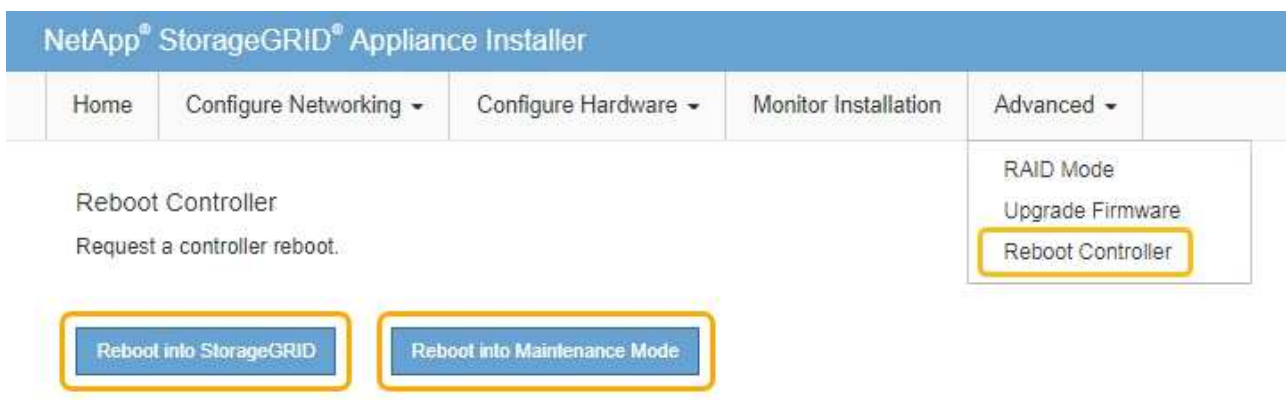 NetApp® StorageGRID® Appliance Installer
Home Configure Networking Configure Hardware Monitor Installation Advanced
RAID Mode
Upgrade Firmware
Reboot Controller
Reboot Controller
Request a controller reboot.
Reboot into StorageGRID Reboot into Maintenance Mode